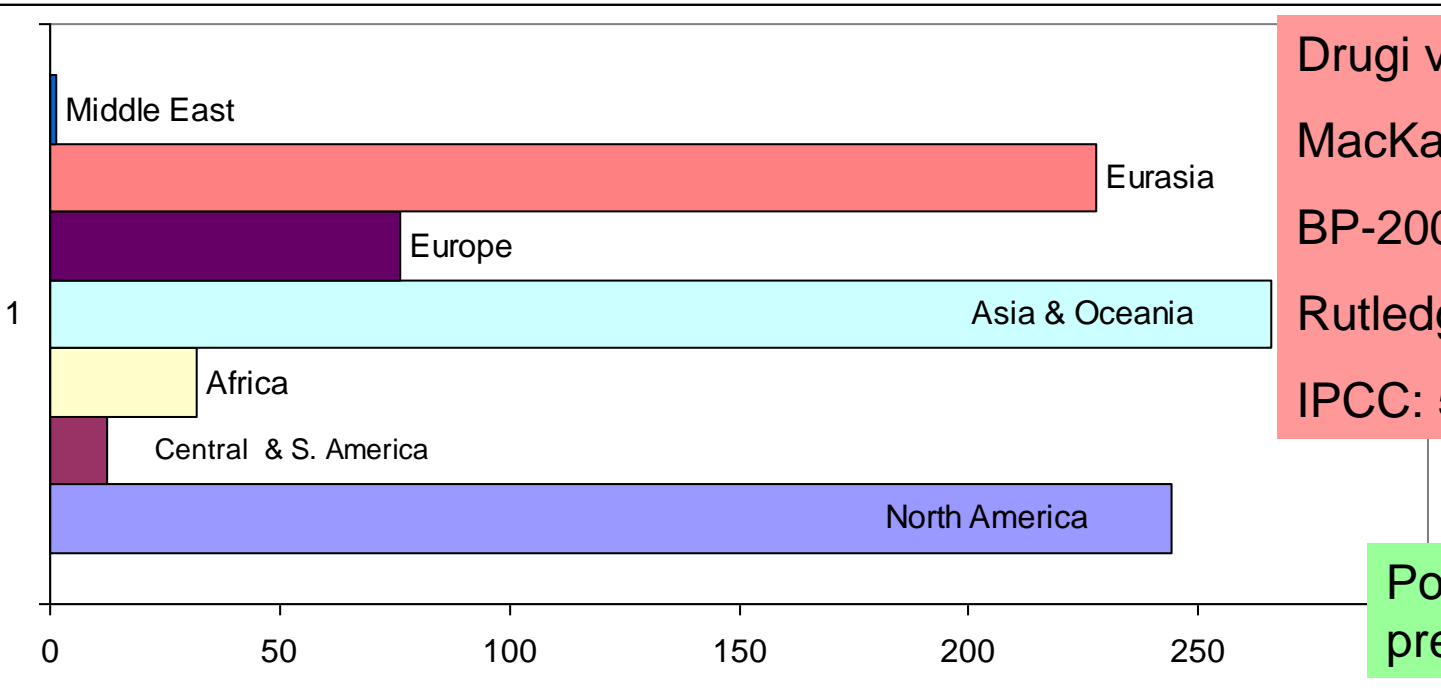 Middle East
Eurasia
Europe
1
Asia & Oceania
Africa
Central & S. America
North America
0 50 100 150 200 250
Drugi
MacKa
BP-200
Rutled
IPCC:
Po
pre